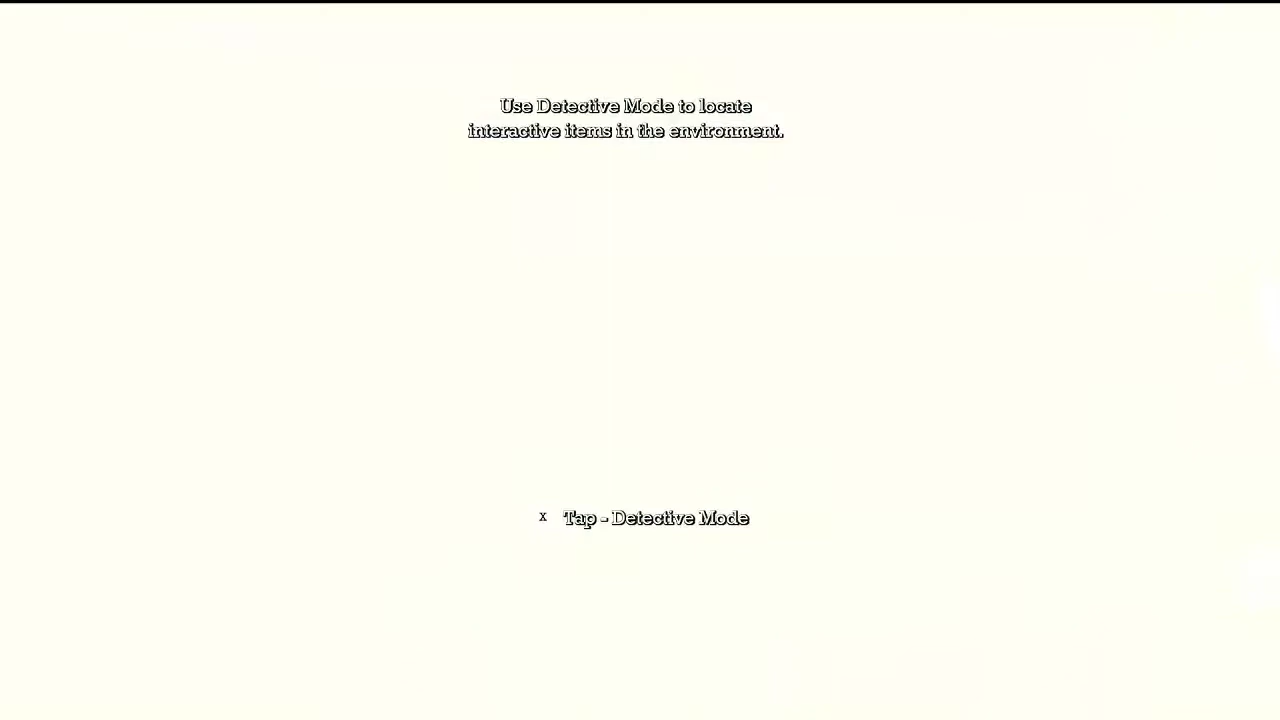 Use Detective Mode to locate
interactive items in the environment.
X Tap - Detective Mode